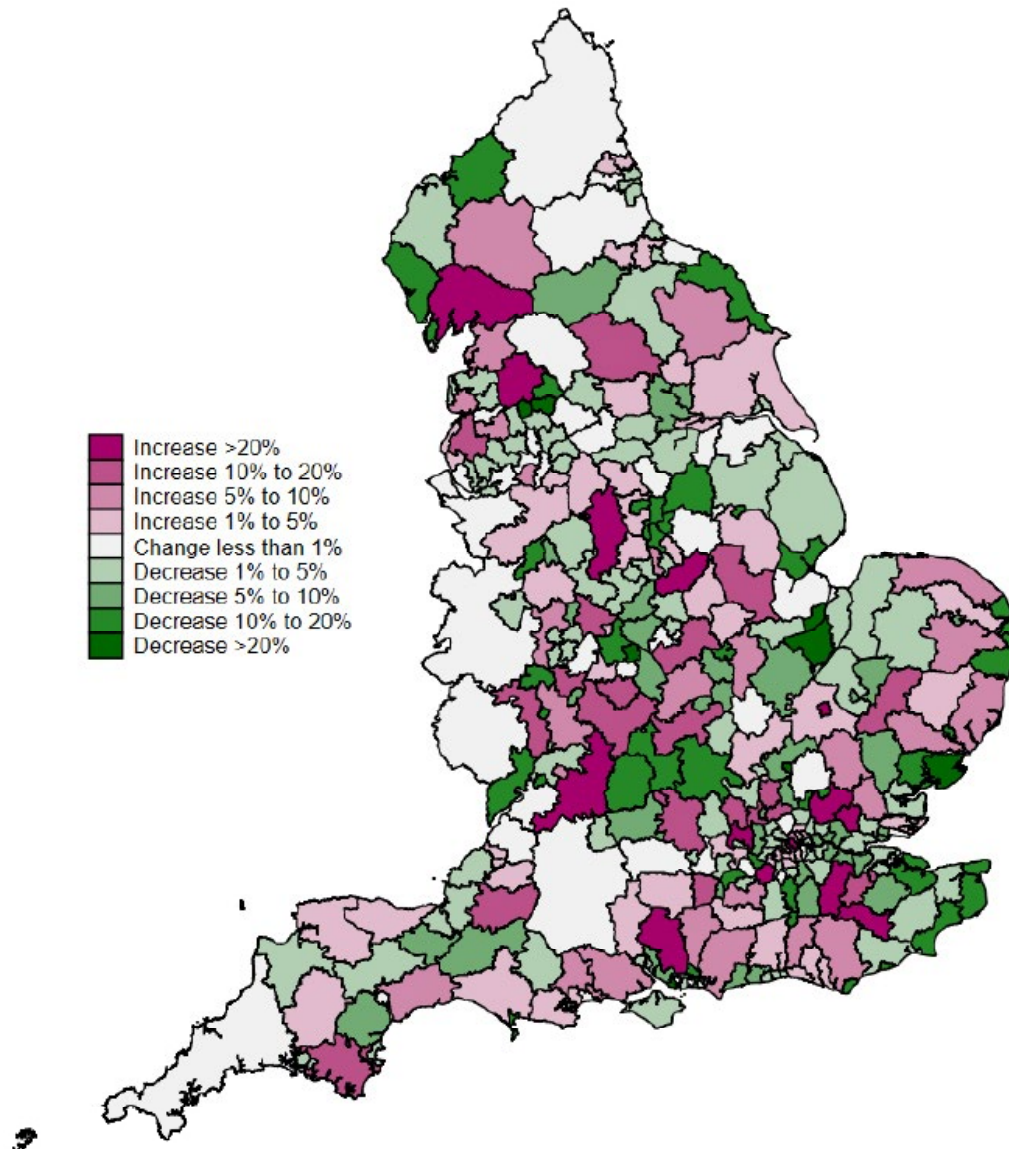 Increase >20%
Increase 10% to 20%
Increase 5% to 10%
Increase 1% to 5%
Change less than 1%
Decrease 1% to 5%
Decrease 5% to 10%
Decrease 10% to 20%
Decrease >20%